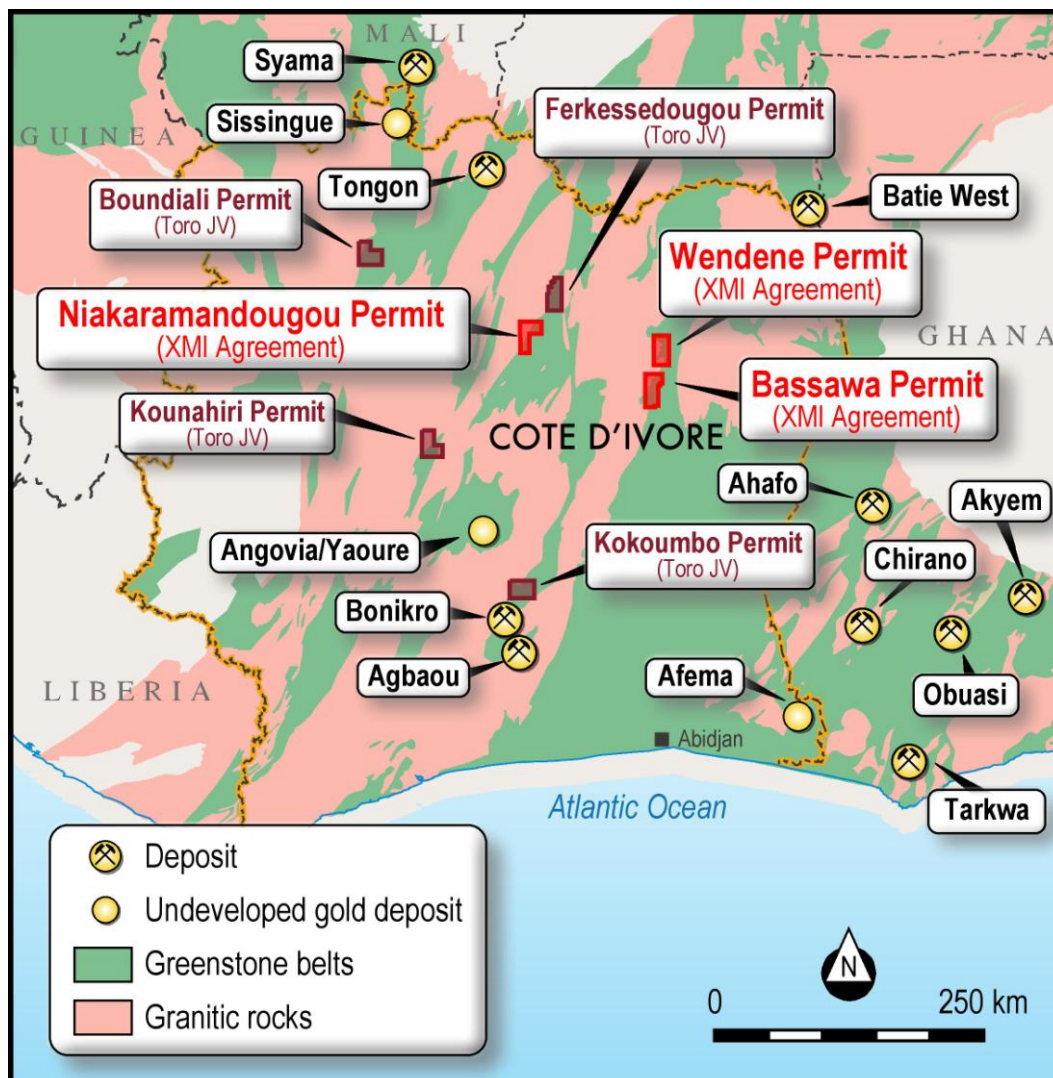 MALI
Syama
Sissingue
GUINEA
Ferkessedougou Permit
(Toro JV)
Tongon
Boundiali Permit
(Toro JV)
Batie West
Wendene Permit
(XMI Agreement)
Niakaramandougou Permit
(XMI Agreement)
GHANA
Bassawa Permit
(XMI Agreement)
Kounahiri Permit
(Toro JV)
COTE D'IVORE
Ahafo
Akyem
Angovia/Yaoure
Kokoumbo Permit
(Toro JV)
Chirano
Bonikro
Agbaou
LIBERIA
Afema
Obuasi
Abidjan
Atlantic Ocean
Tarkwa
Deposit
Undeveloped gold deposit
Greenstone belts
Granitic rocks
N
0 250 km